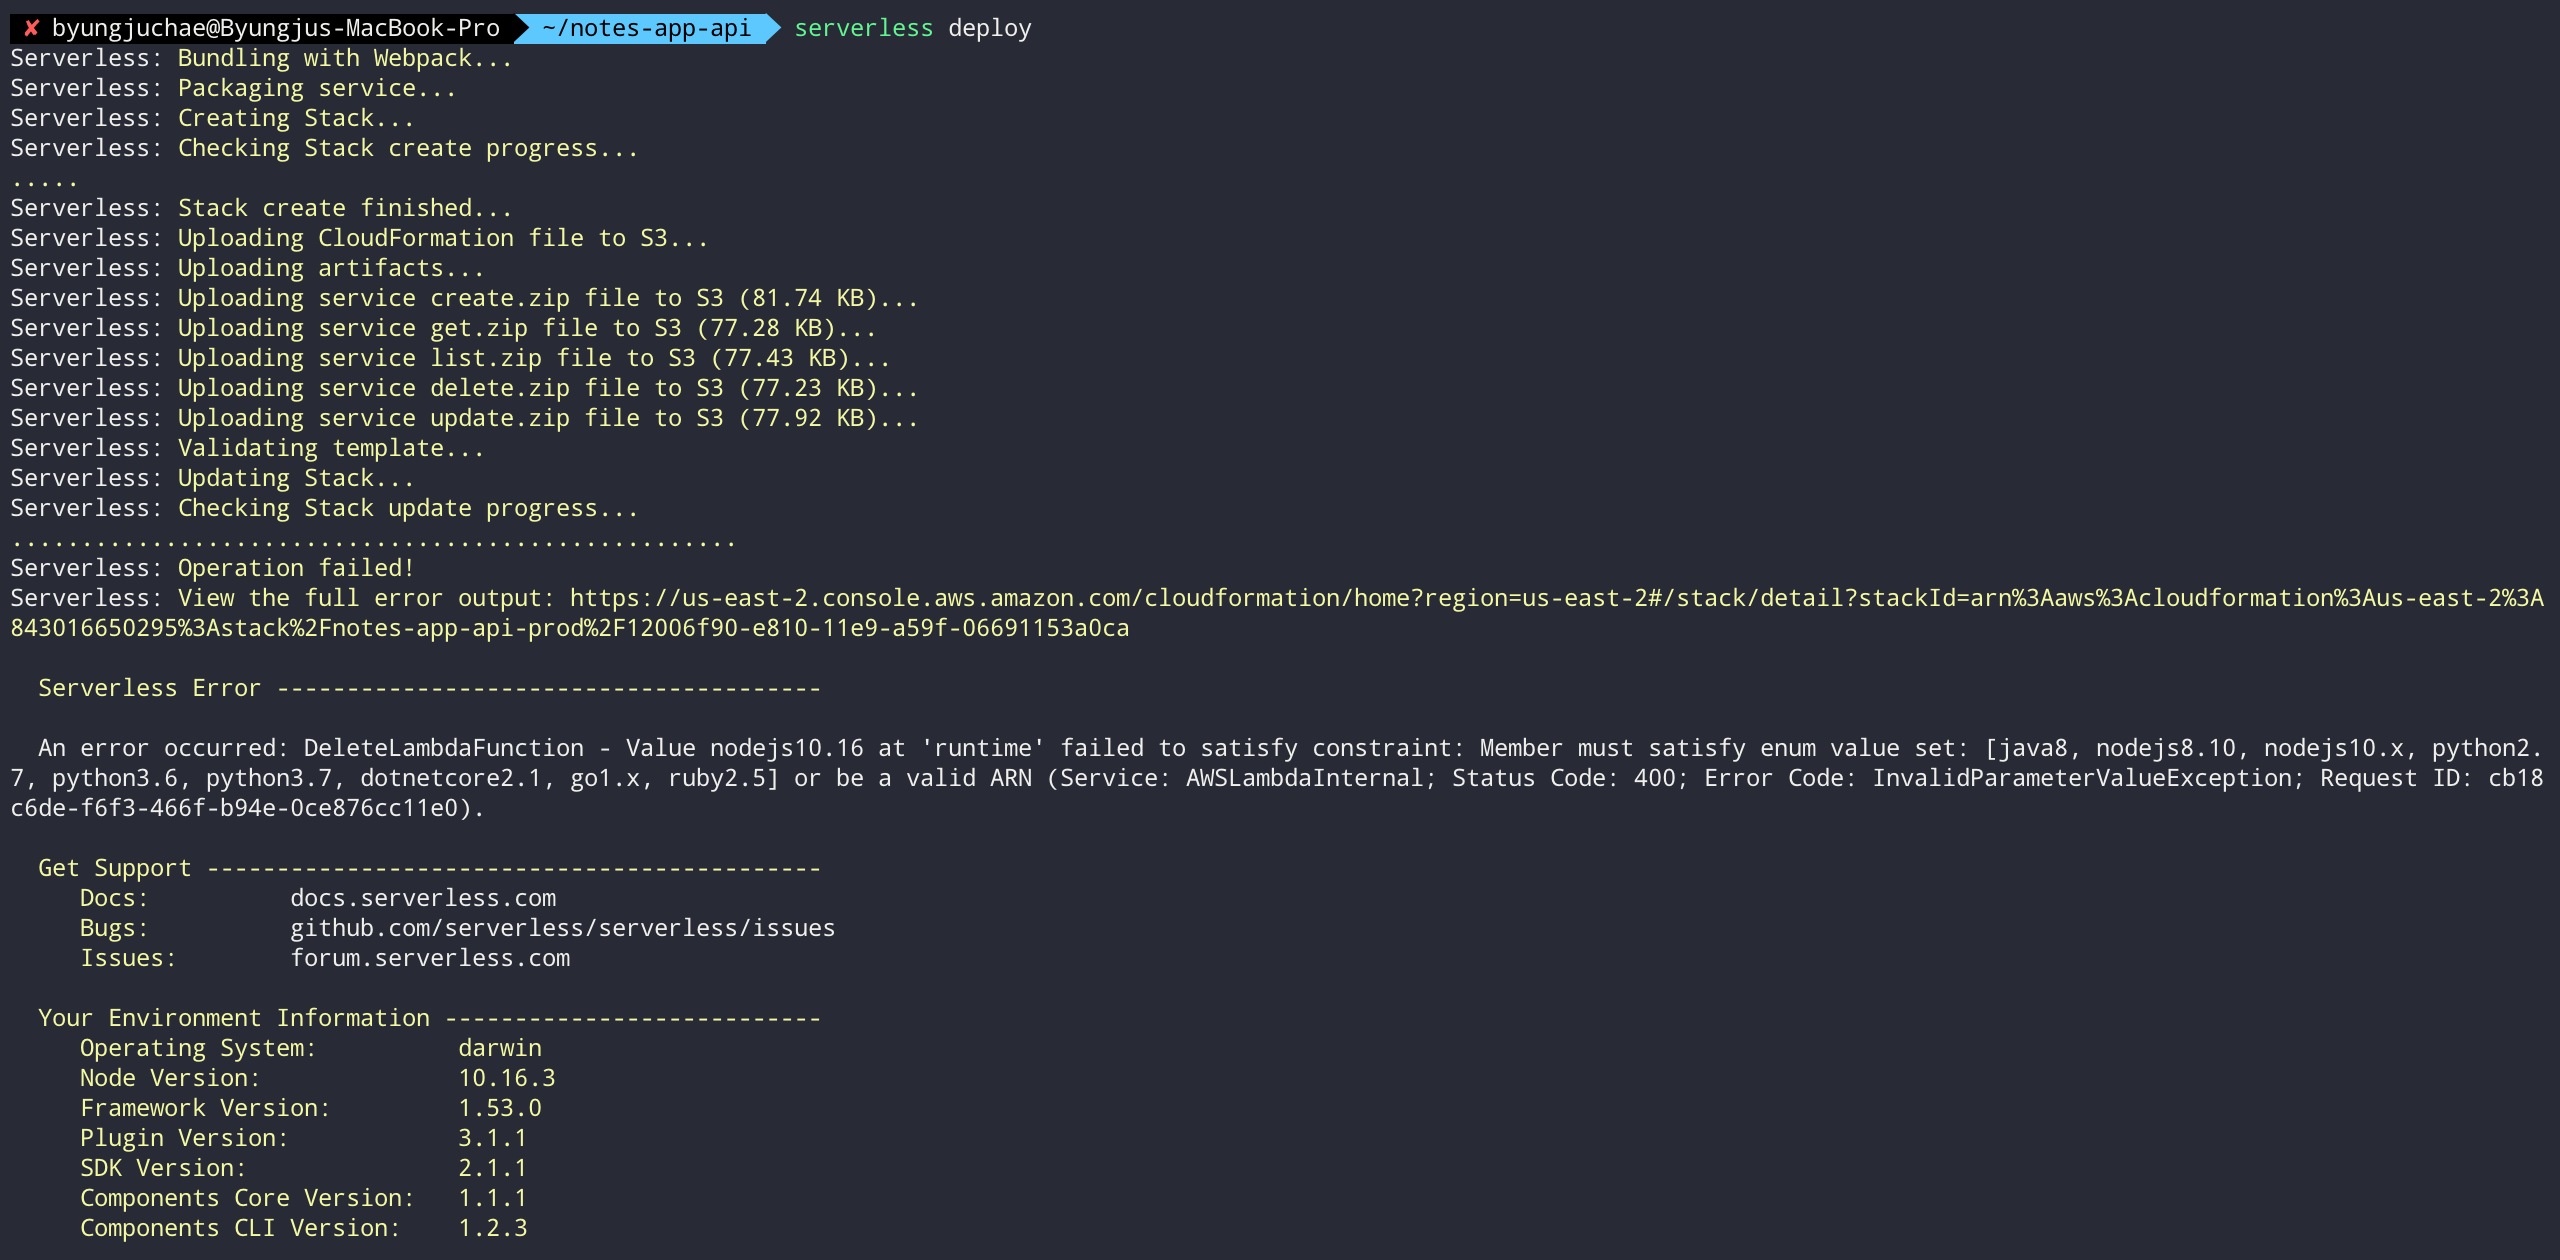 ✘ byungjuchae@Byungjus-MacBook-Pro ~/notes-app-api serverless deploy
Serverless: Bundling with Webpack...
Serverless: Packaging service...
Serverless: Creating Stack...
Serverless: Checking Stack create progress...
.....
Serverless: Stack create finished...
Serverless: Uploading CloudFormation file to S3...
Serverless: Uploading artifacts...
Serverless: Uploading service create.zip file to S3 (81.74 KB)...
Serverless: Uploading service get.zip file to S3 (77.28 KB)...
Serverless: Uploading service list.zip file to S3 (77.43 KB)...
Serverless: Uploading service delete.zip file to S3 (77.23 KB)...
Serverless: Uploading service update.zip file to S3 (77.92 KB)...
Serverless: Validating template...
Serverless: Updating Stack...
Serverless: Checking Stack update progress...
....................................................
Serverless: Operation failed!
Serverless: View the full error output: https://us-east-2.console.aws.amazon.com/cloudformation/home?region=us-east-2#/stack/detail?stackId=arn%3Aaws%3Acloudformation%3Aus-east-2%3A
843016650295%3Astack%2Fnotes-app-api-prod%2F12006f90-e810-11e9-a59f-06691153a0ca
Serverless Error ---------------------------------------
An error occurred: DeleteLambdaFunction - Value nodejs10.16 at 'runtime' failed to satisfy constraint: Member must satisfy enum value set: [java8, nodejs8.10, nodejs10.x, python2.
7, python3.6, python3.7, dotnetcore2.1, go1.x, ruby2.5] or be a valid ARN (Service: AWSLambdaInternal; Status Code: 400; Error Code: InvalidParameterValueException; Request ID: cb18
c6de-f6f3-466f-b94e-0ce876cc11e0).
Get Support --------------------------------------------
Docs: docs.serverless.com
Bugs: github.com/serverless/serverless/issues
Issues: forum.serverless.com
Your Environment Information ---------------------------
Operating System: darwin
Node Version: 10.16.3
Framework Version: 1.53.0
Plugin Version: 3.1.1
SDK Version: 2.1.1
Components Core Version: 1.1.1
Components CLI Version: 1.2.3